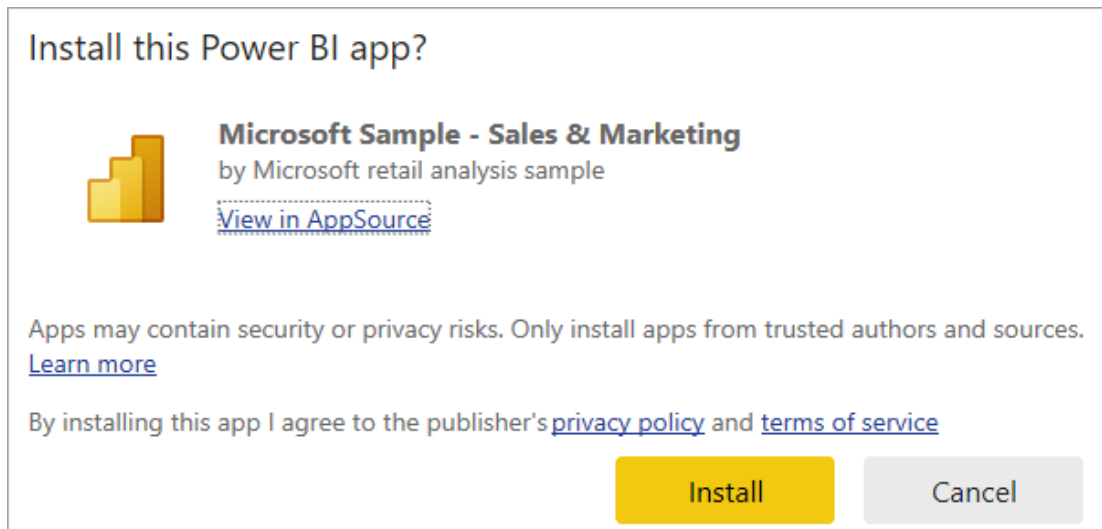 Install this Power BI app?
Microsoft Sample - Sales & Marketing
by Microsoft retail analysis sample
View in AppSource
Apps may contain security or privacy risks. Only install apps from trusted authors and sources.
Learn more
By installing this app I agree to the publisher's privacy policy and terms of service
Install Cancel